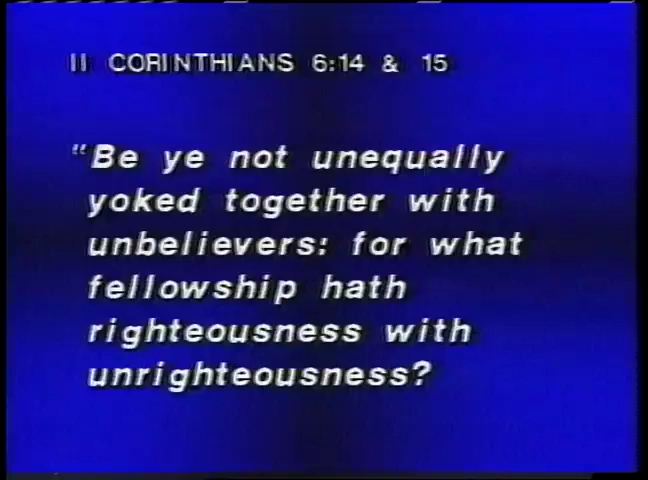 II CORINTHIANS 6:14 & 15
"Be ye not unequally
yoked together with
unbelievers: for what
fellowship hath
righteousness with
unrighteousness?